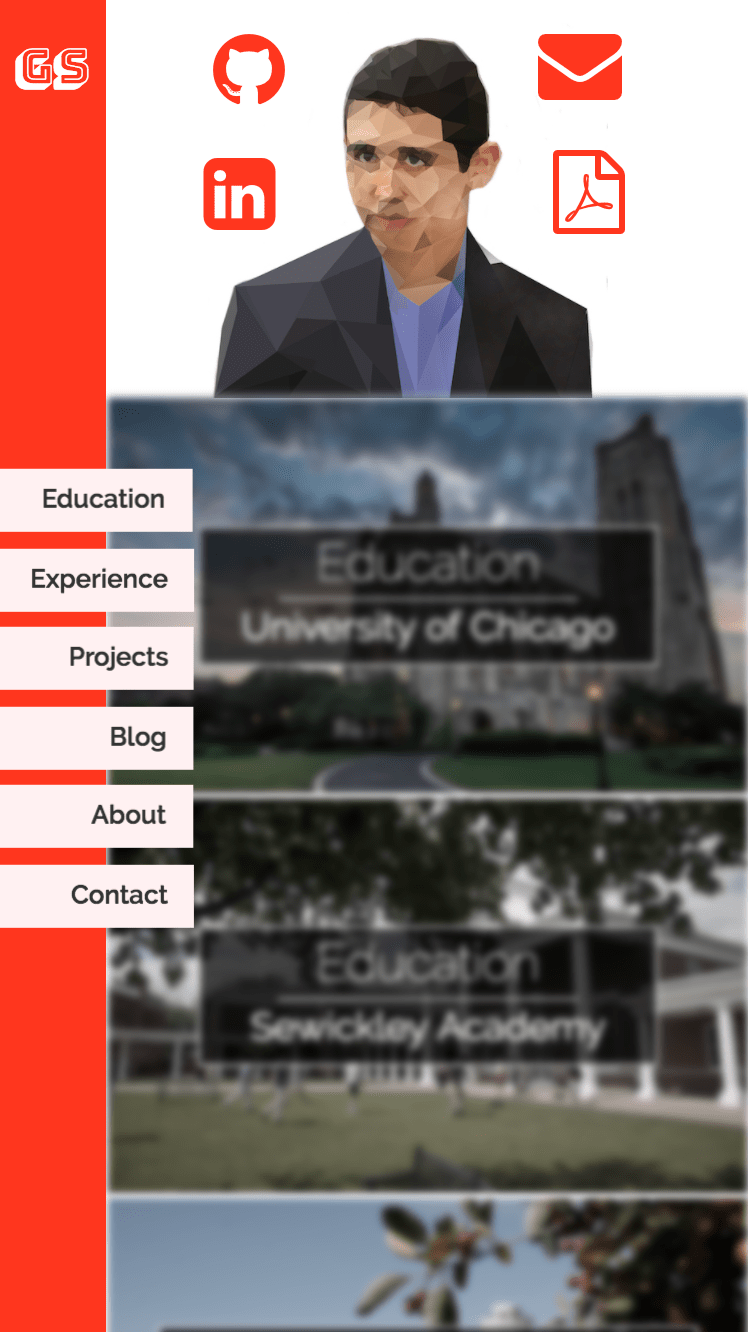 GS
in
Education
Experience
Projects
Blog
About
Contact
Education
University of Chicago
Education
Sewickley Academy